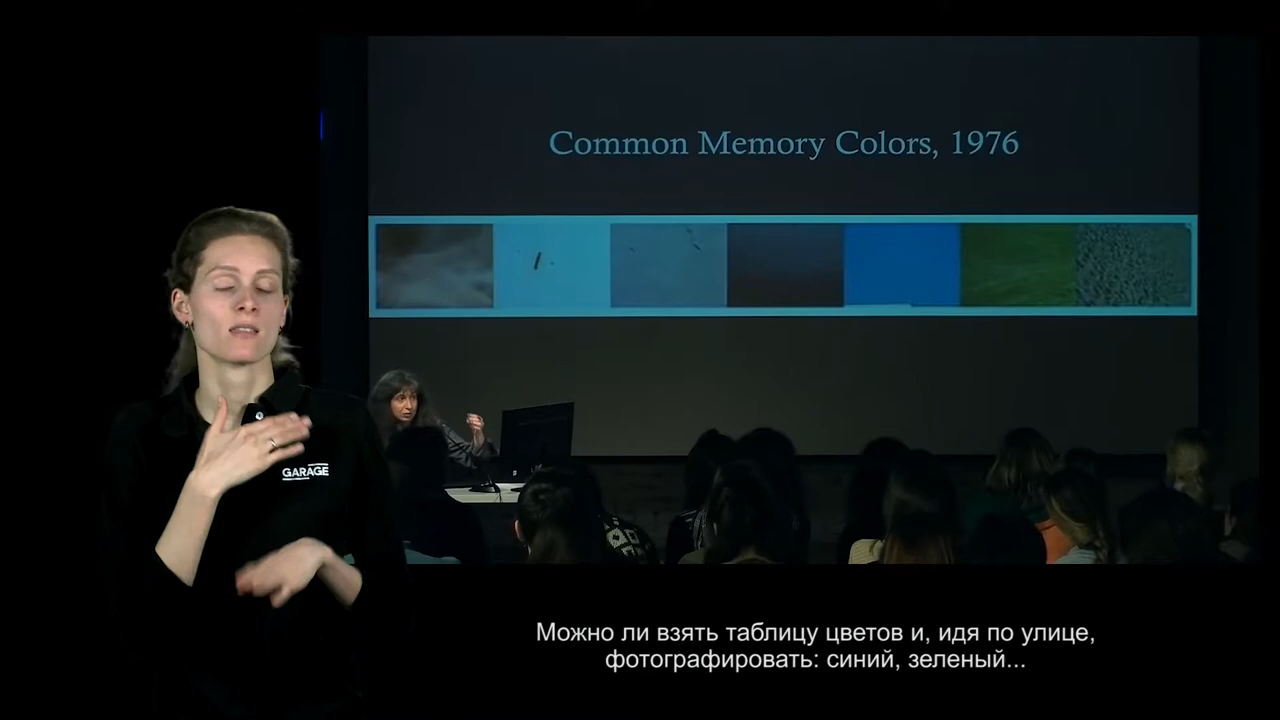 Common Memory Colors, 1976
GARAGE
Можно ли взять таблицу цветов и, идя по улице,
фотографировать: синий, зеленый...